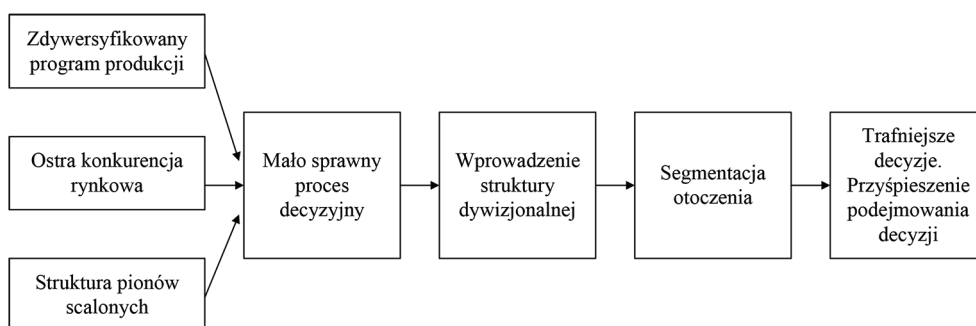 Zdywersyfikowany
program produkcji
Ostra konkurencja
rynkowa
Struktura pionów
scalonych
Mało sprawny
proces
decyzyjny
Wprowadzenie
struktury
dywizjonalnej
Segmentacja
otoczenia
Trafniejsze
decyzje.
Przyśpieszenie
podejmowania
decyzji